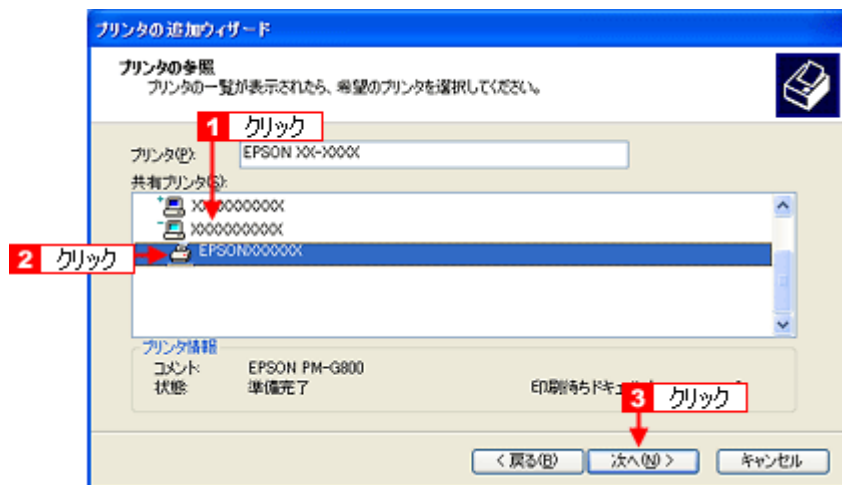 プリンタの追加ウィザード
プリンタの参照
プリンタの一覧が表示されたら、希望のプリンタを選択してください。
1 クリック
プリンタ(P):
EPSON XX-XXXX
共有プリンタ(S):
XXXXXXXXXX
XXXXXXXXXX
2 クリック
EPSONXXXXXX
プリンタ情報
コメント: EPSON PM-G800
状態: 準備完了
印刷待ちドキュ
3 クリック
< 戻る(B)
次へ(N) >
キャンセル